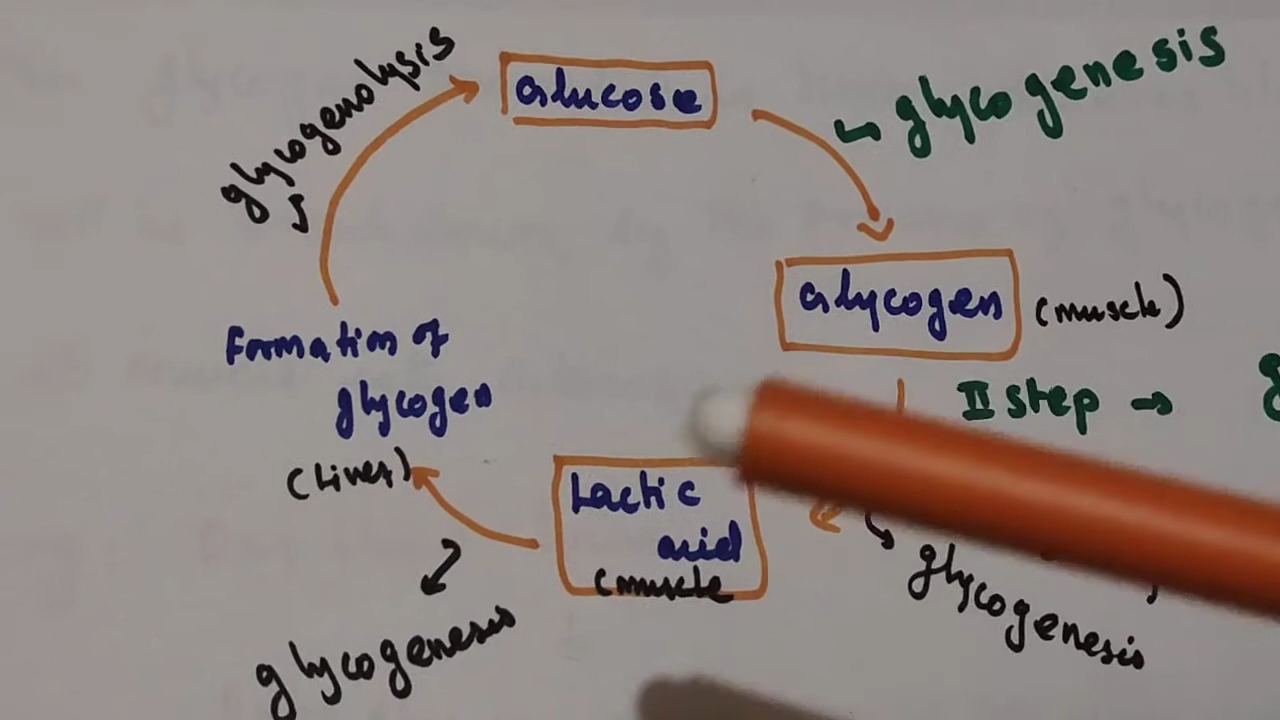 glycogenolysis
Glucose
glycogenesis
Glycogen (muscle)
Formation of
glycogen
(Liver)
II step →
Lactic
acid
(muscle
glycogenesis
glycogenesis